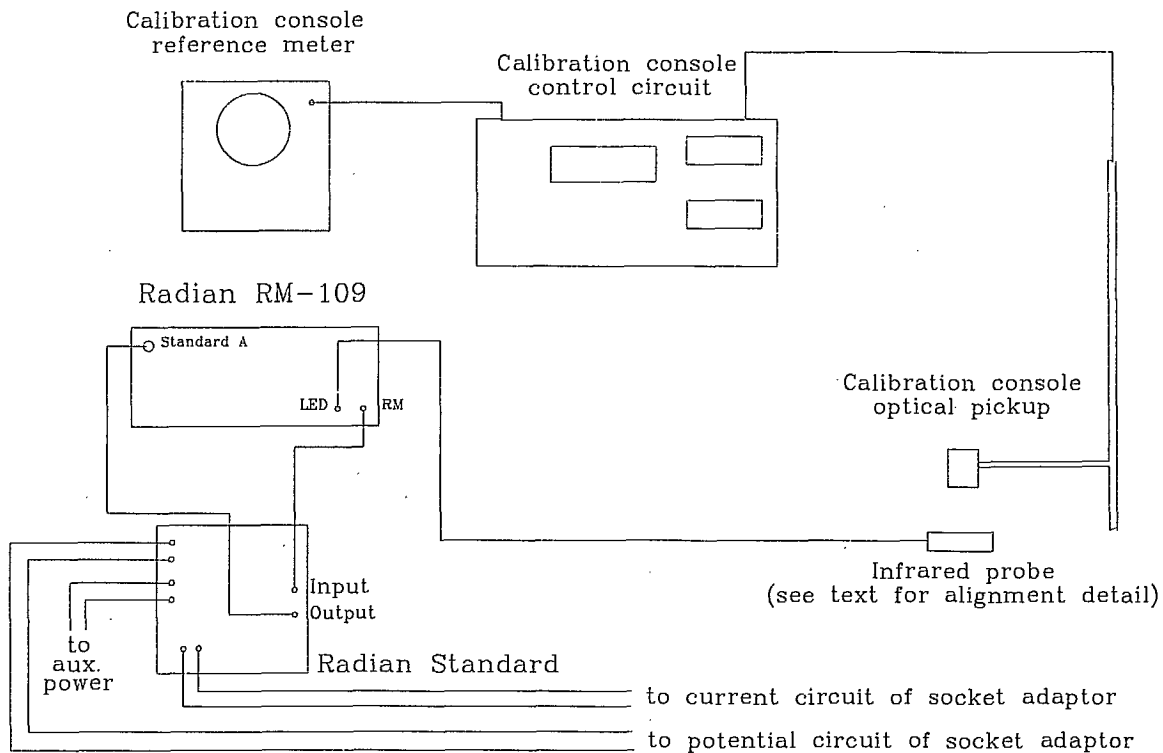 Calibration console
reference meter
Calibration console
control circuit
Radian RM-109
Standard A
LED
RM
Calibration console
optical pickup
Infrared probe
(see text for alignment detail)
Input
Output
to
aux.
power
Radian Standard
to current circuit of socket adaptor
to potential circuit of socket adaptor